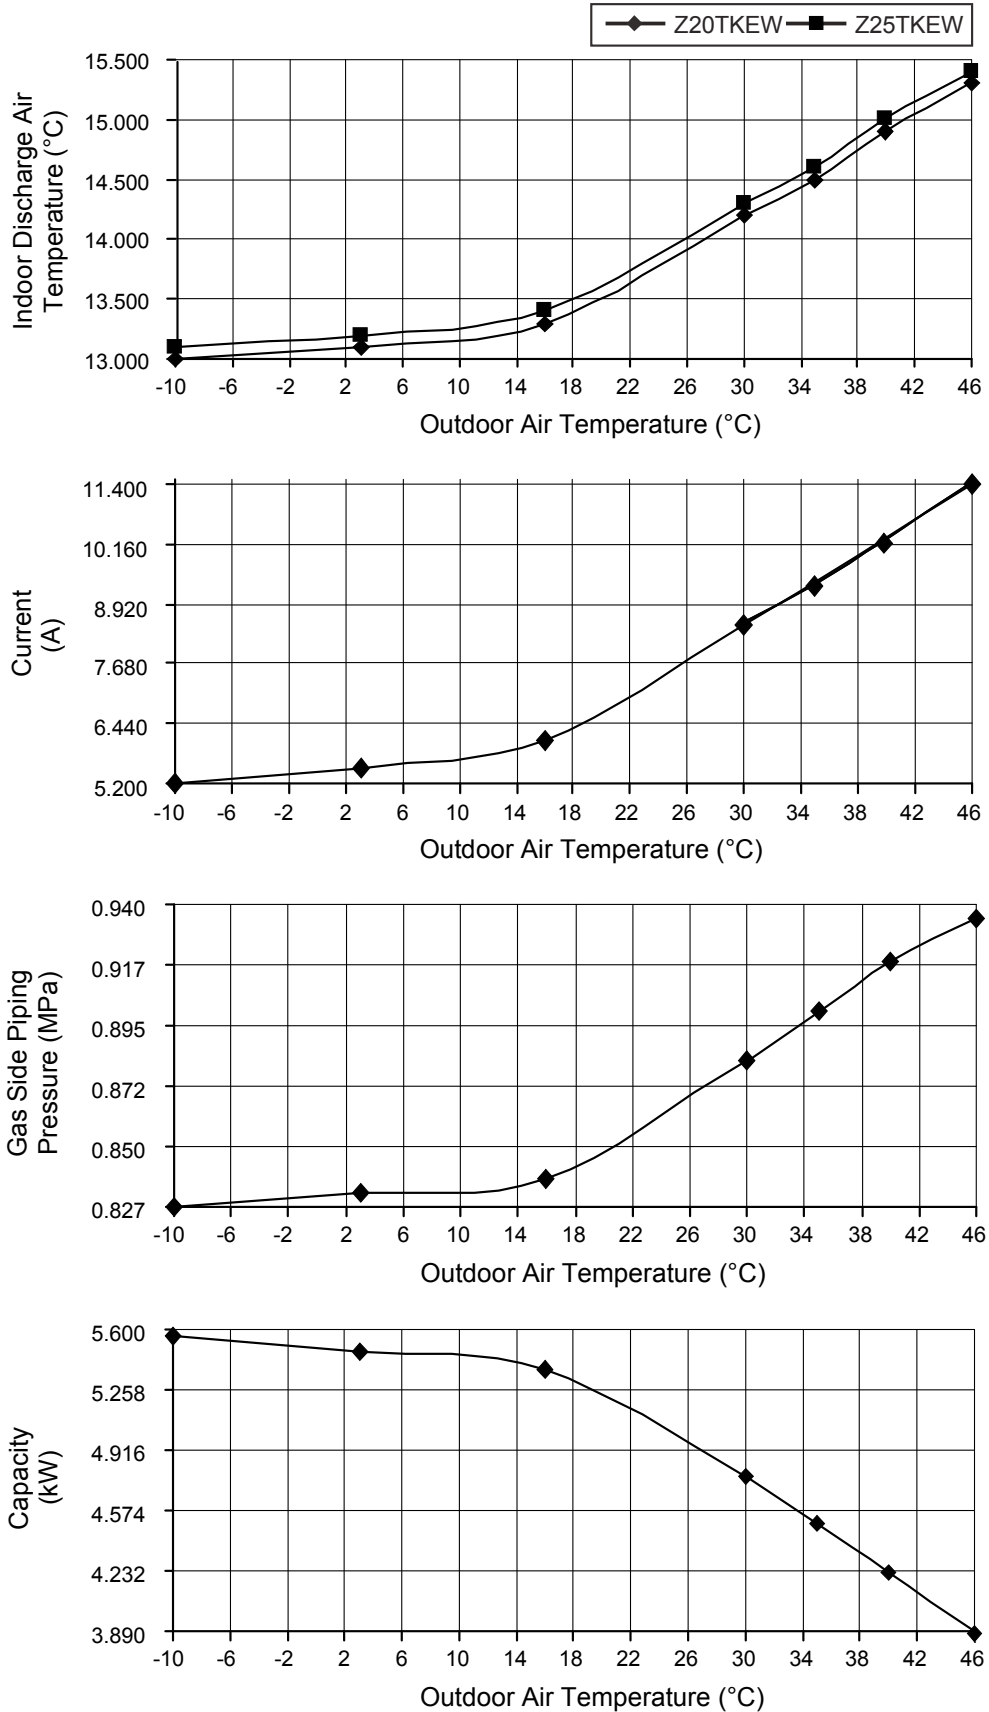 Z20TKEW Z25TKEW
Indoor Discharge Air
Temperature (°C)
15.500
15.000
14.500
14.000
13.500
13.000
-10 -6 -2 2 6 10 14 18 22 26 30 34 38 42 46
Outdoor Air Temperature (°C)
Current
(A)
11.400
10.160
8.920
7.680
6.440
5.200
-10 -6 -2 2 6 10 14 18 22 26 30 34 38 42 46
Outdoor Air Temperature (°C)
Gas Side Piping
Pressure (MPa)
0.940
0.917
0.895
0.872
0.850
0.827
-10 -6 -2 2 6 10 14 18 22 26 30 34 38 42 46
Outdoor Air Temperature (°C)
Capacity
(kW)
5.600
5.258
4.916
4.574
4.232
3.890
-10 -6 -2 2 6 10 14 18 22 26 30 34 38 42 46
Outdoor Air Temperature (°C)